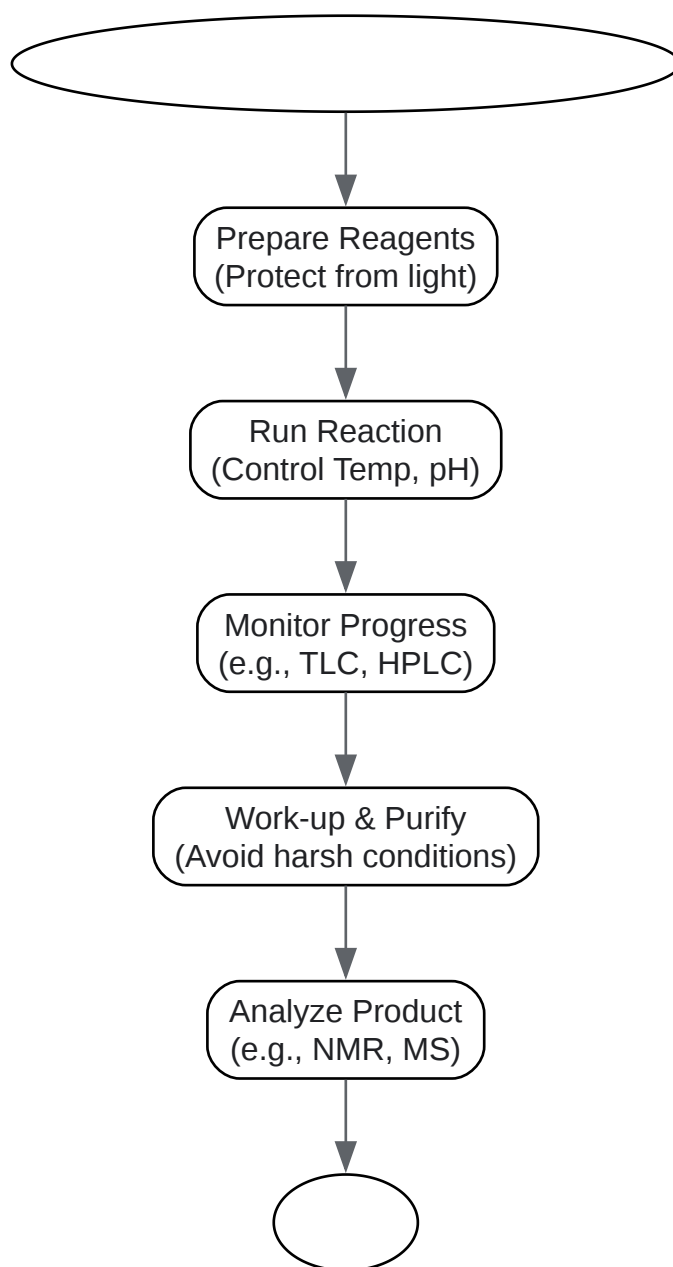 Prepare Reagents
(Protect from light)
Run Reaction
(Control Temp, pH)
Monitor Progress
(e.g., TLC, HPLC)
Work-up & Purify
(Avoid harsh conditions)
Analyze Product
(e.g., NMR, MS)